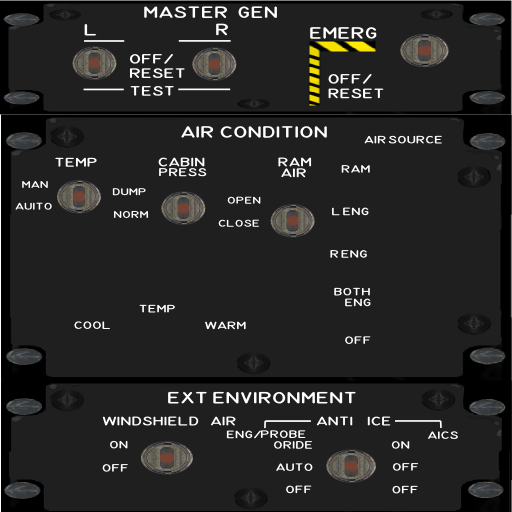 MASTER GEN
L R
EMERG
OFF/
RESET
TEST
OFF/
RESET
AIR CONDITION
AIR SOURCE
TEMP
CABIN
PRESS
RAM
AIR
MAN
AUITO
DUMP
NORM
OPEN
CLOSE
RAM
L ENG
R ENG
BOTH
ENG
OFF
TEMP
COOL
WARM
EXT ENVIRONMENT
WINDSHIELD AIR
ANTI ICE
ENG/PROBE
AICS
ON
OFF
ORIDE
AUTO
OFF
ON
OFF
OFF